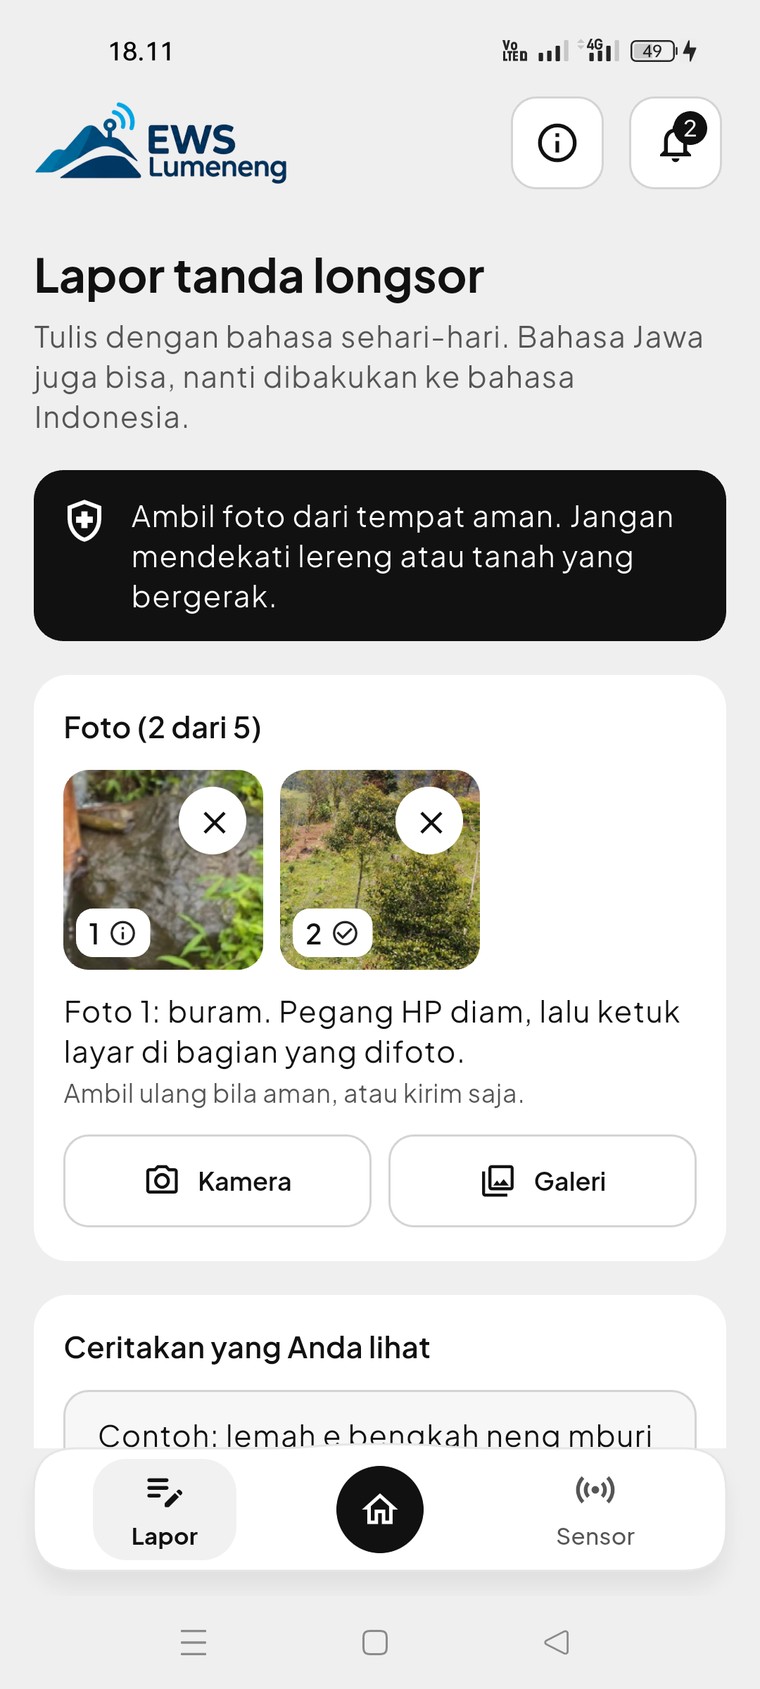 18.11
Vo LTE D
4G
49
EWS
Lumeneng
2
Lapor tanda longsor
Tulis dengan bahasa sehari-hari. Bahasa Jawa
juga bisa, nanti dibakukan ke bahasa
Indonesia.
Ambil foto dari tempat aman. Jangan
mendekati lereng atau tanah yang
bergerak.
Foto (2 dari 5)
1
2
Foto 1: buram. Pegang HP diam, lalu ketuk
layar di bagian yang difoto.
Ambil ulang bila aman, atau kirim saja.
Kamera
Galeri
Ceritakan yang Anda lihat
Contoh: lemah e bengkah neng mburi
Lapor
Sensor